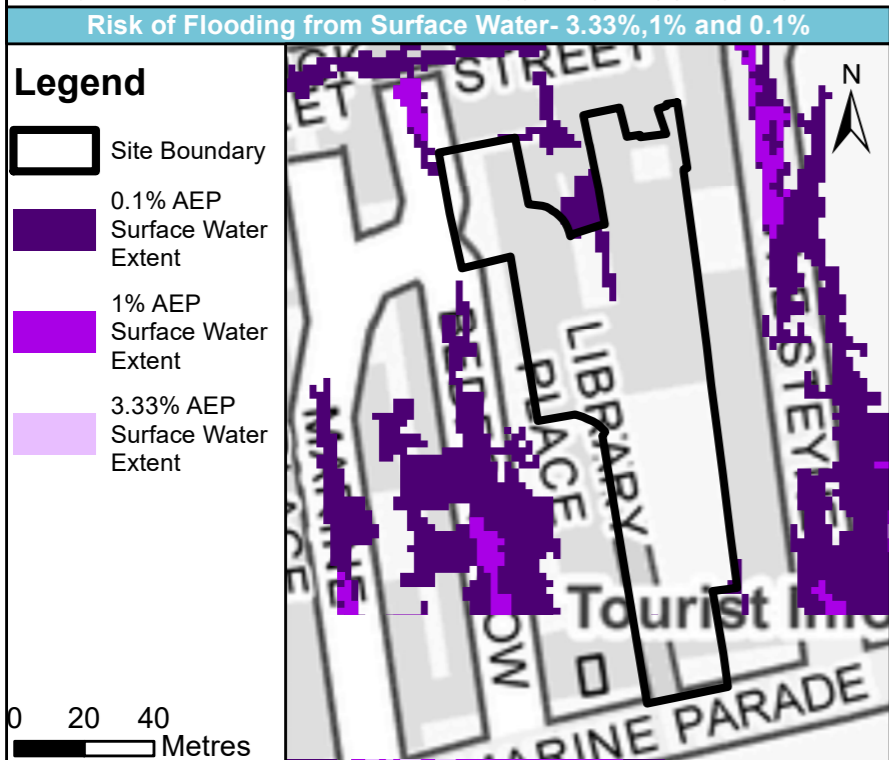 Risk of Flooding from Surface Water- 3.33%,1% and 0.1%
Legend
Site Boundary
0.1% AEP
Surface Water
Extent
1% AEP
Surface Water
Extent
3.33% AEP
Surface Water
Extent
0 20 40
Metres
N
STREET
LIBRARY
PLACE
MARINE
Tourist
MARINE PARADE